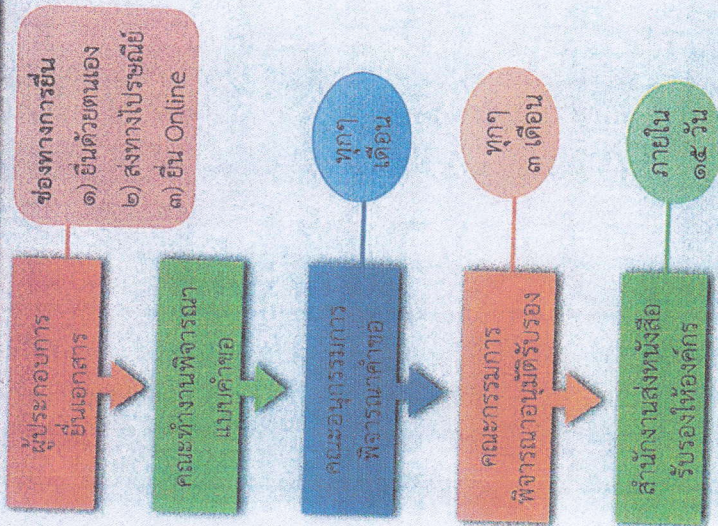 ผู้ประกอบการ
ยื่นเอกสาร
ช่องทางการยื่น
๑) ยื่นด้วยตนเอง
๒) ส่งทางไปรษณีย์
๓) ยื่น Online
คณะทำงานพิจารณา
แบบคำขอ
คณะอนุกรรมการ
พิจารณาคำขอ
ทุกๆ
เดือน
คณะกรรมการ
พิจารณาอนุมัติรับรอง
ทุกๆ
๓ เดือน
สำนักงานส่งหนังสือ
รับรองให้องค์กร
ภายใน
๑๕ วัน